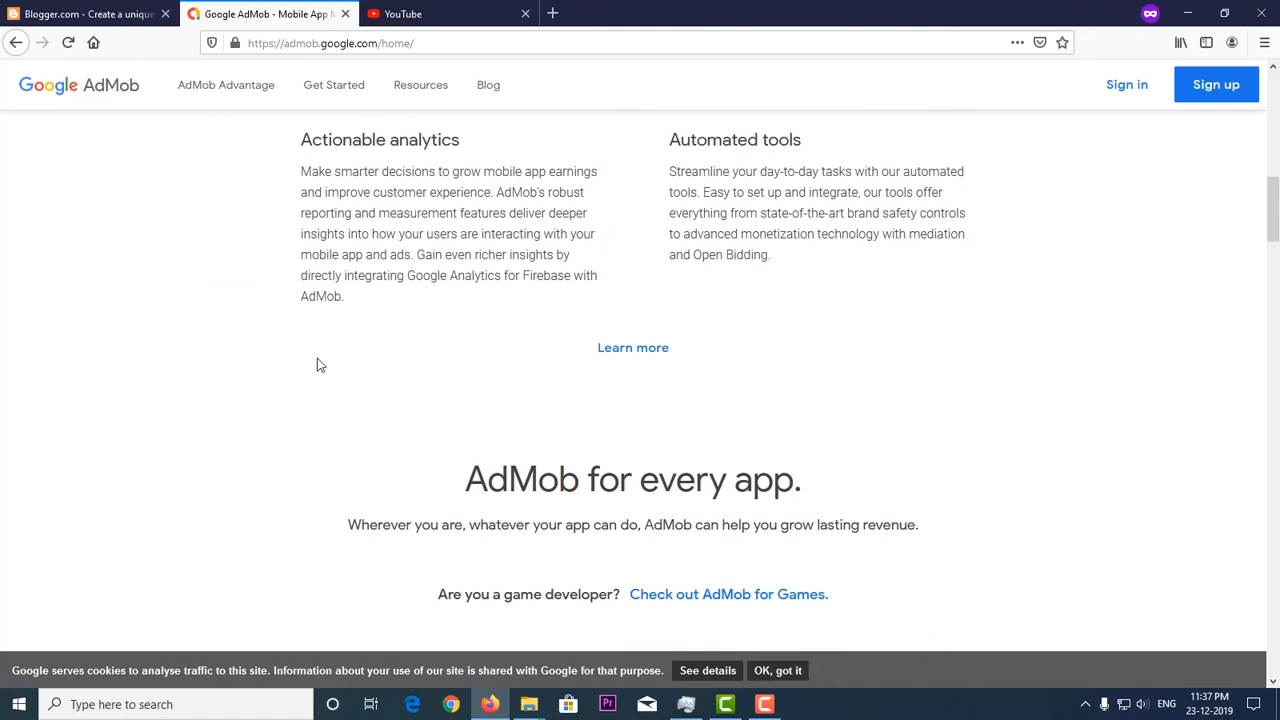 Blogger.com - Create a unique
Google AdMob - Mobile App M
YouTube
https://admob.google.com/home/
Google AdMob
AdMob Advantage
Get Started
Resources
Blog
Sign in
Sign up
Actionable analytics
Make smarter decisions to grow mobile app earnings
and improve customer experience. AdMob's robust
reporting and measurement features deliver deeper
insights into how your users are interacting with your
mobile app and ads. Gain even richer insights by
directly integrating Google Analytics for Firebase with
AdMob.
Automated tools
Streamline your day-to-day tasks with our automated
tools. Easy to set up and integrate, our tools offer
everything from state-of-the-art brand safety controls
to advanced monetization technology with mediation
and Open Bidding.
Learn more
AdMob for every app.
Wherever you are, whatever your app can do, AdMob can help you grow lasting revenue.
Are you a game developer? Check out AdMob for Games.
Google serves cookies to analyse traffic to this site. Information about your use of our site is shared with Google for that purpose.
See details
OK, got it
Type here to search
Pr
ENG
11:37 PM
23-12-2019